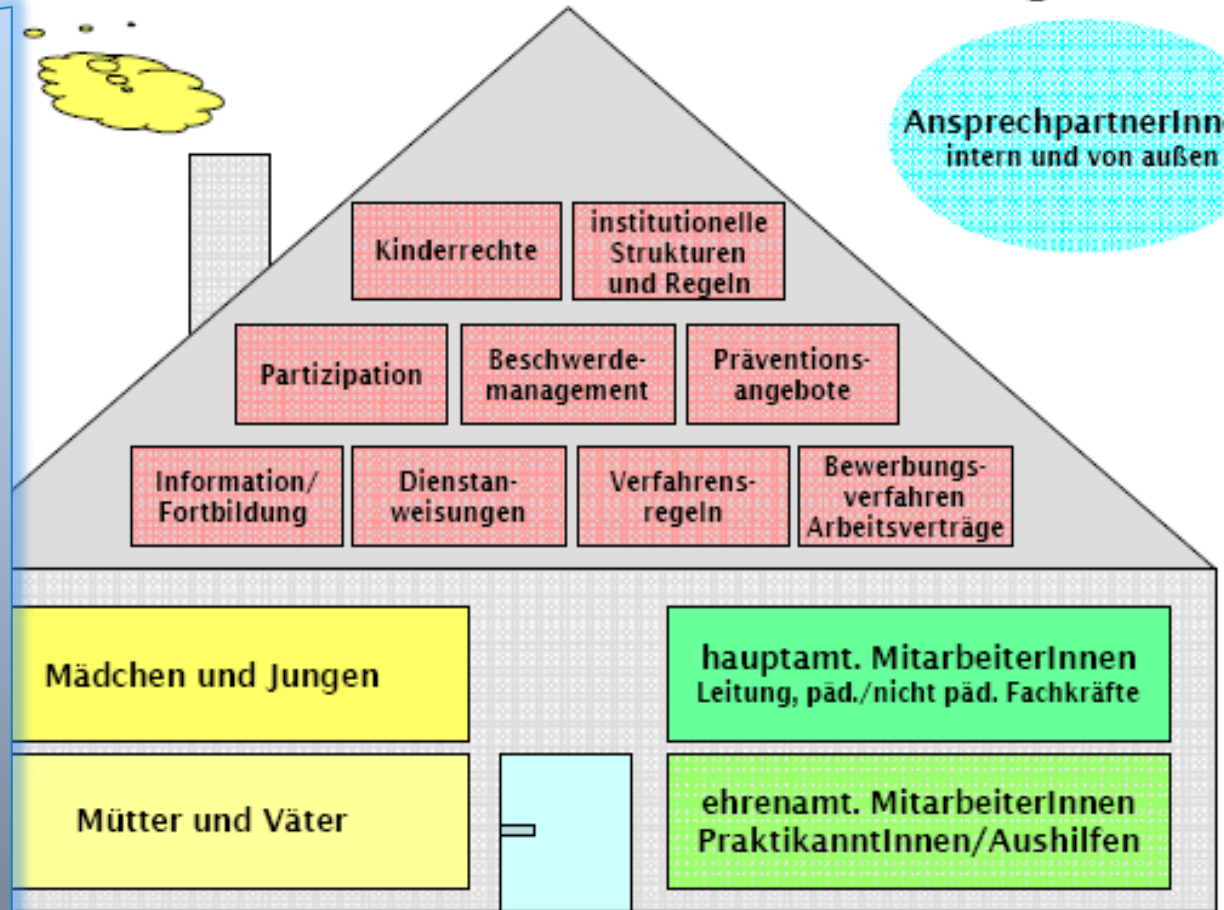 AnsprechpartnerInn
intern und von außen
Kinderrechte
institutionelle
Strukturen
und Regeln
Partizipation
Beschwerde-
management
Präventions-
angebote
Information/
Fortbildung
Dienstan-
weisungen
Verfahrens-
regeln
Bewerbungs-
verfahren
Arbeitsverträge
Mädchen und Jungen
hauptamt. MitarbeiterInnen
Leitung, päd./nicht päd. Fachkräfte
Mütter und Väter
ehrenamt. MitarbeiterInnen
PraktikanntInnen/Aushilfen